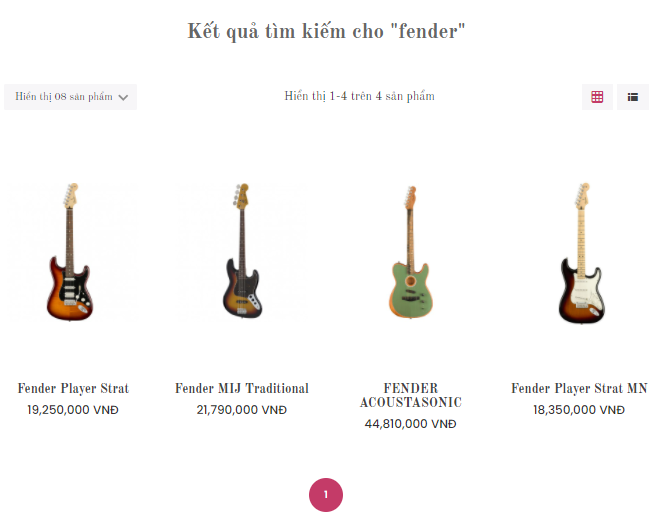 Kết quả tìm kiếm cho "fender"
Hiển thị 08 sản phẩm
Hiển thị 1-4 trên 4 sản phẩm
Fender Player Strat
19,250,000 VNĐ
Fender MIJ Traditional
21,790,000 VNĐ
FENDER
ACOUSTASONIC
44,810,000 VNĐ
Fender Player Strat MN
18,350,000 VNĐ
1